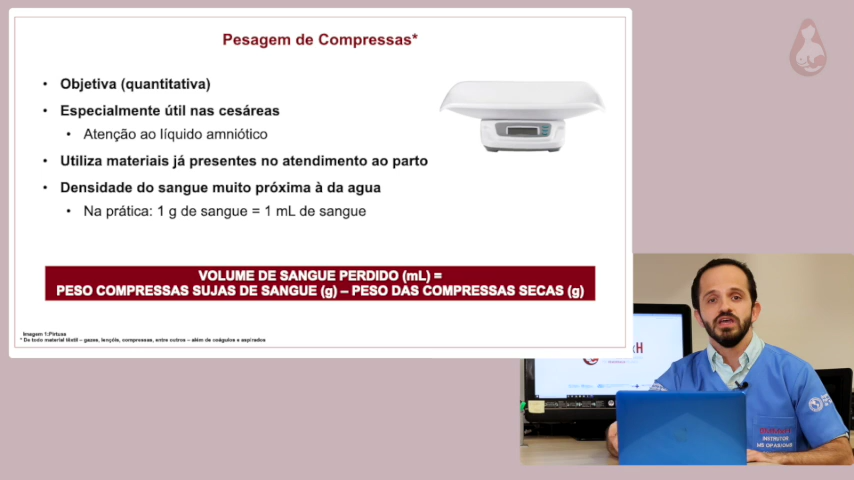 Pesagem de Compressas*
• Objetiva (quantitativa)
• Especialmente útil nas cesáreas
• Atenção ao líquido amniótico
• Utiliza materiais já presentes no atendimento ao parto
• Densidade do sangue muito próxima à da agua
• Na prática: 1 g de sangue = 1 mL de sangue
VOLUME DE SANGUE PERDIDO (mL) =
PESO COMPRESSAS SUJAS DE SANGUE (g) – PESO DAS COMPRESSAS SECAS (g)
Imagem 1:Pirtuse
* De todo material têxtil – gazes, lençóis, compressas, entre outros – além de coágulos e aspirados
INSTRUTOR